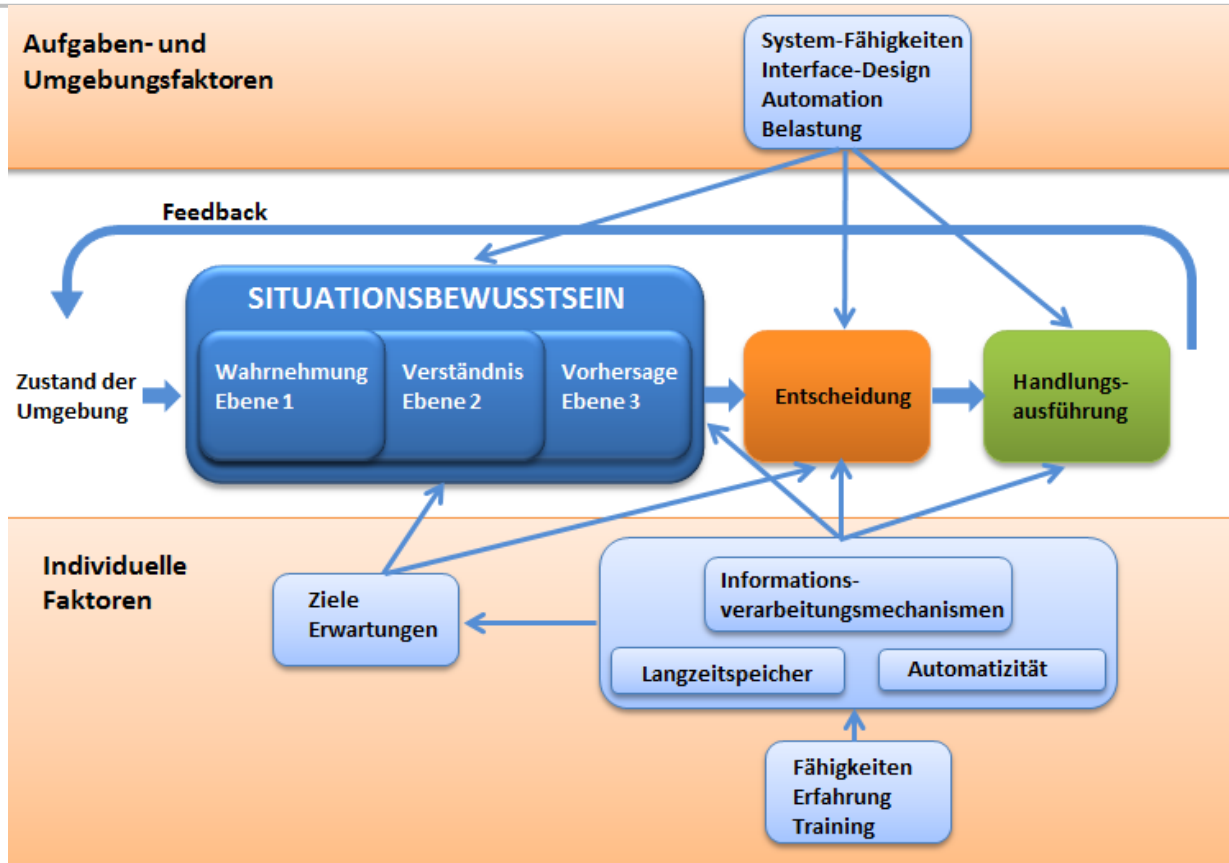 Aufgaben- und
Umgebungsfaktoren
System-Fähigkeiten
Interface-Design
Automation
Belastung
Feedback
SITUATIONSBEWUSSTSEIN
Zustand der
Umgebung
Wahrnehmung
Ebene 1
Verständnis
Ebene 2
Vorhersage
Ebene 3
Entscheidung
Handlungs-
ausführung
Individuelle
Faktoren
Ziele
Erwartungen
Informations-
verarbeitungsmechanismen
Langzeitspeicher
Automatizität
Fähigkeiten
Erfahrung
Training